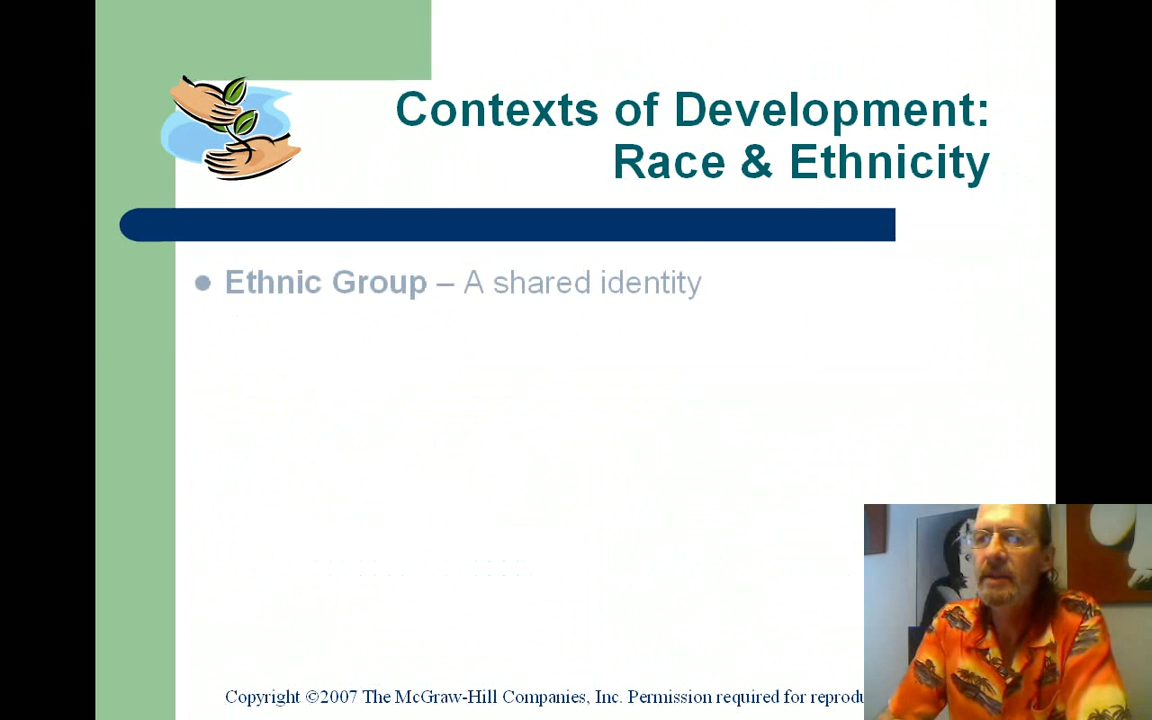 Contexts of Development:
Race & Ethnicity
● Ethnic Group – A shared identity
Copyright ©2007 The McGraw-Hill Companies, Inc. Permission required for